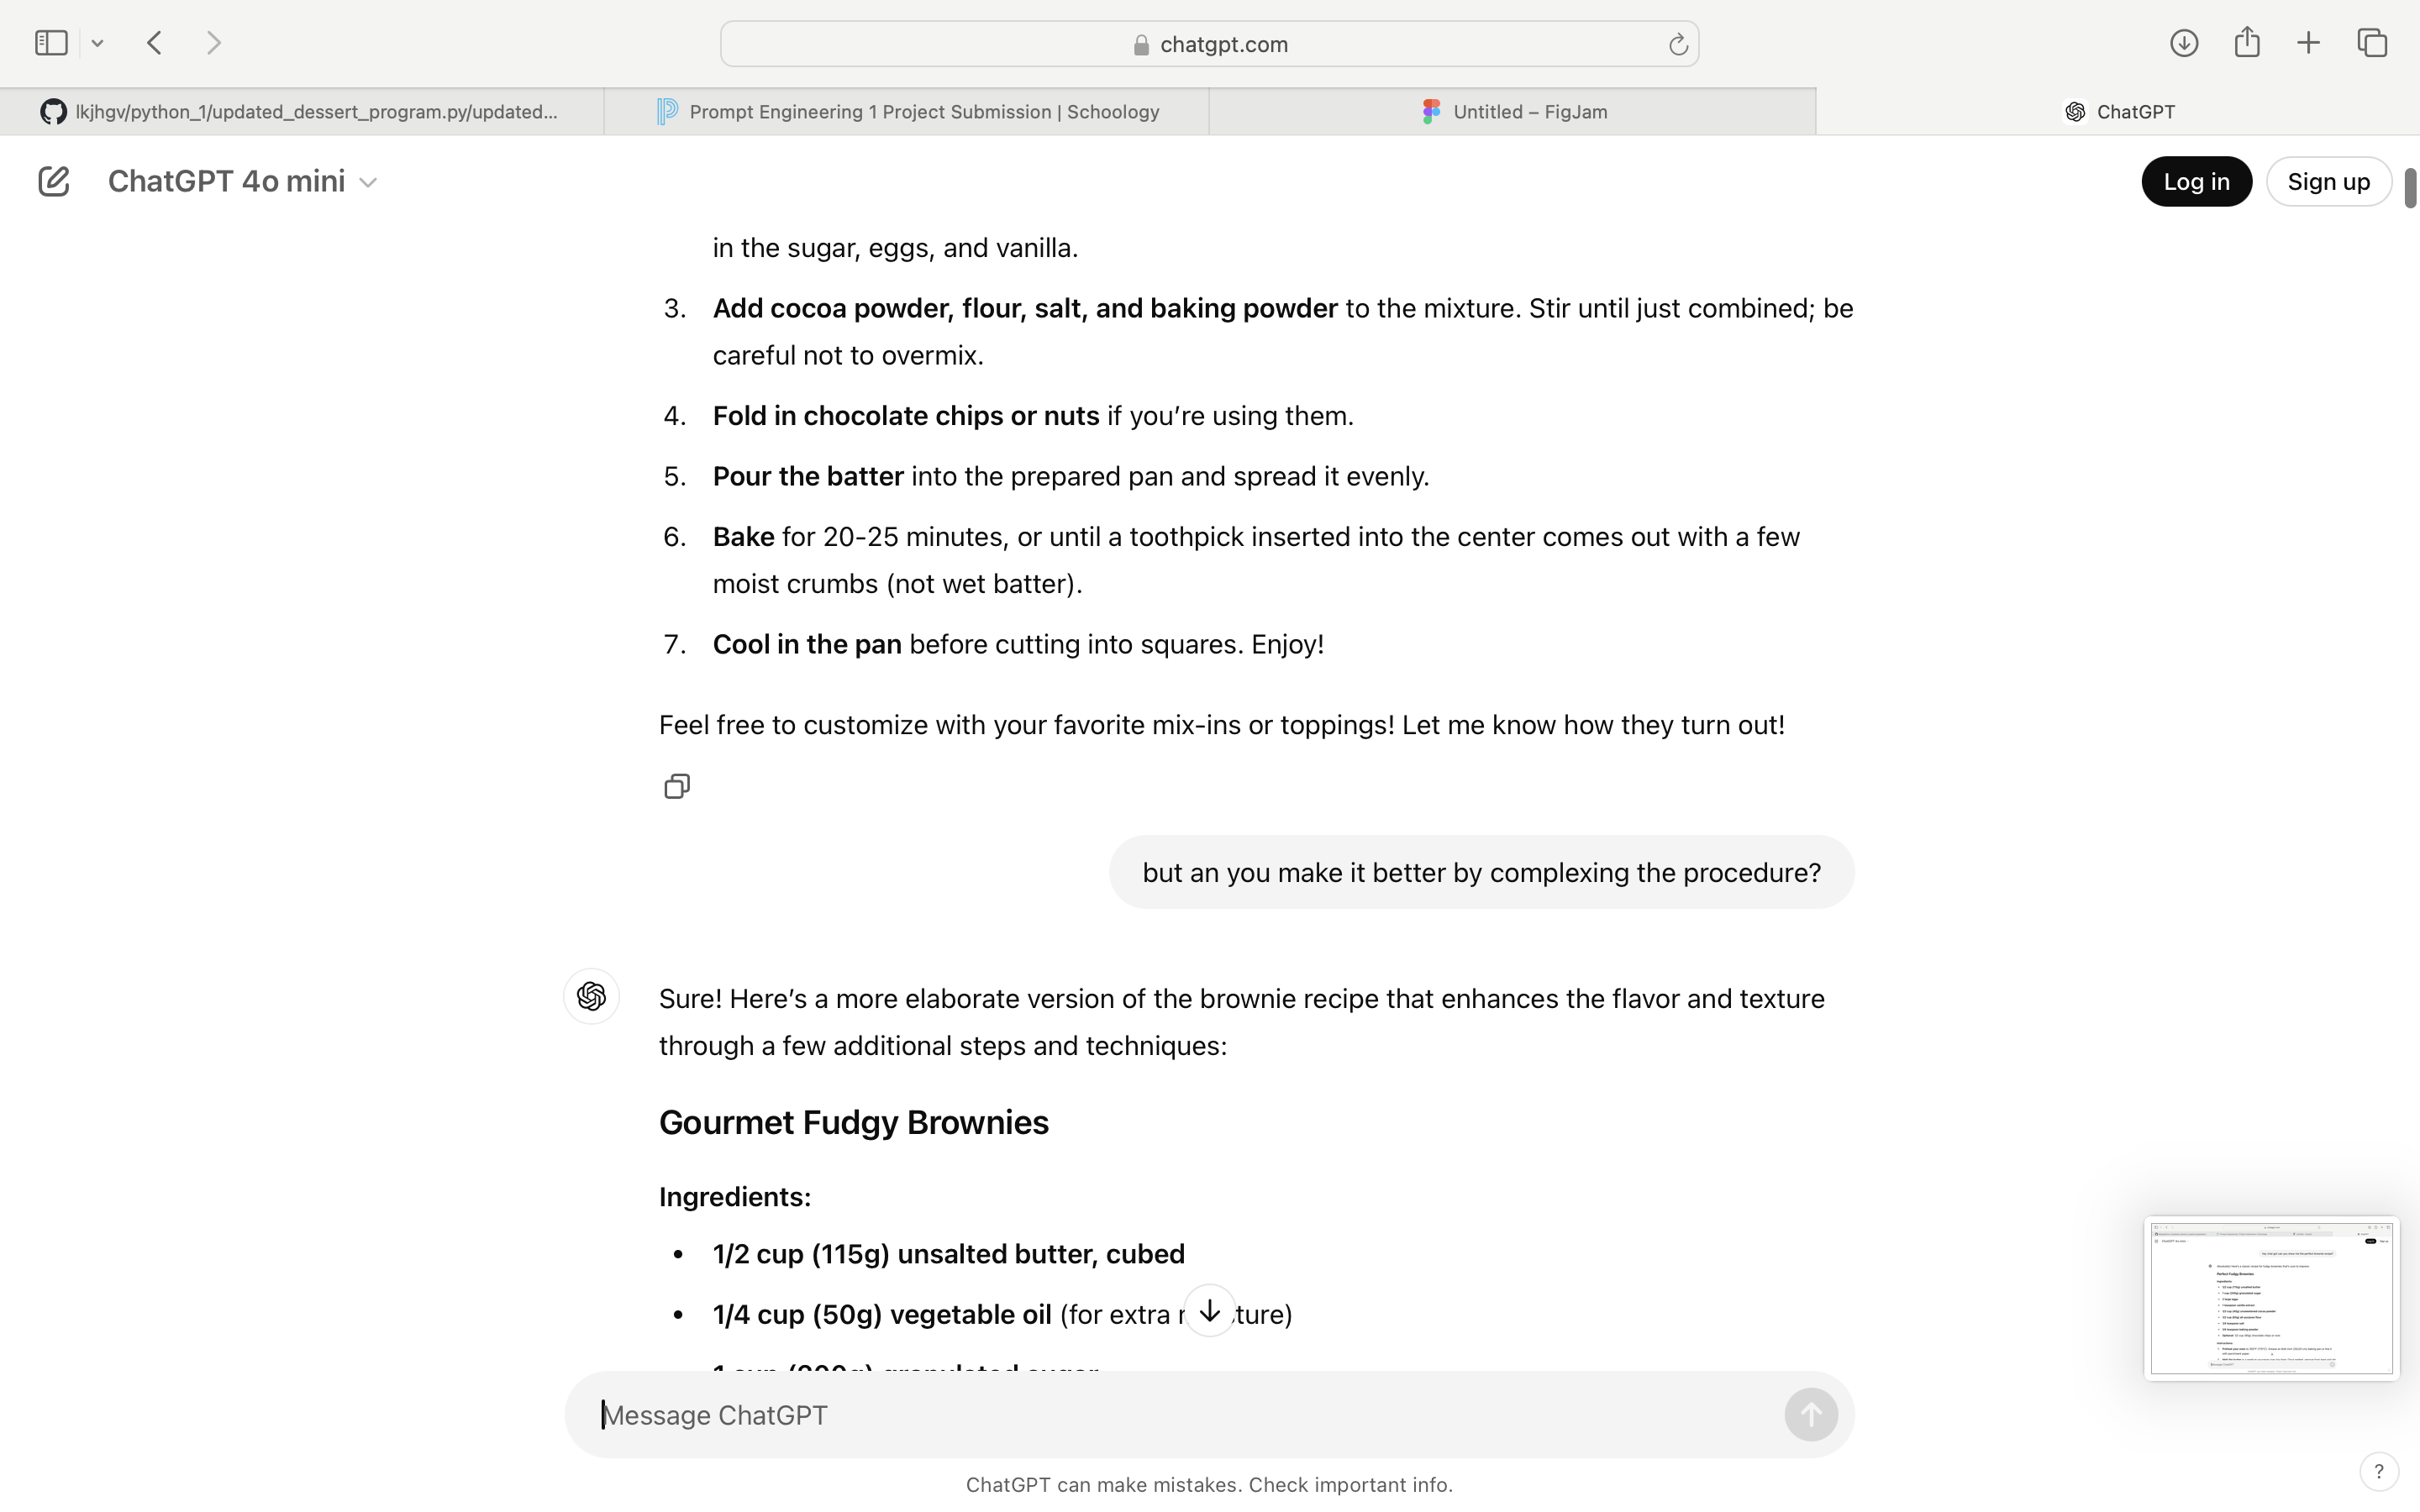 chatgpt.com
lkjhgv/python_1/updated_dessert_program.py/updated...
Prompt Engineering 1 Project Submission | Schoology
Untitled – FigJam
ChatGPT
ChatGPT 4o mini
Log in
Sign up
in the sugar, eggs, and vanilla.
3. Add cocoa powder, flour, salt, and baking powder to the mixture. Stir until just combined; be
careful not to overmix.
4. Fold in chocolate chips or nuts if you’re using them.
5. Pour the batter into the prepared pan and spread it evenly.
6. Bake for 20-25 minutes, or until a toothpick inserted into the center comes out with a few
moist crumbs (not wet batter).
7. Cool in the pan before cutting into squares. Enjoy!
Feel free to customize with your favorite mix-ins or toppings! Let me know how they turn out!
but an you make it better by complexing the procedure?
Sure! Here’s a more elaborate version of the brownie recipe that enhances the flavor and texture
through a few additional steps and techniques:
Gourmet Fudgy Brownies
Ingredients:
• 1/2 cup (115g) unsalted butter, cubed
• 1/4 cup (50g) vegetable oil (for extra
1 cup (200g) granulated sugar
Message ChatGPT
ChatGPT can make mistakes. Check important info.
?